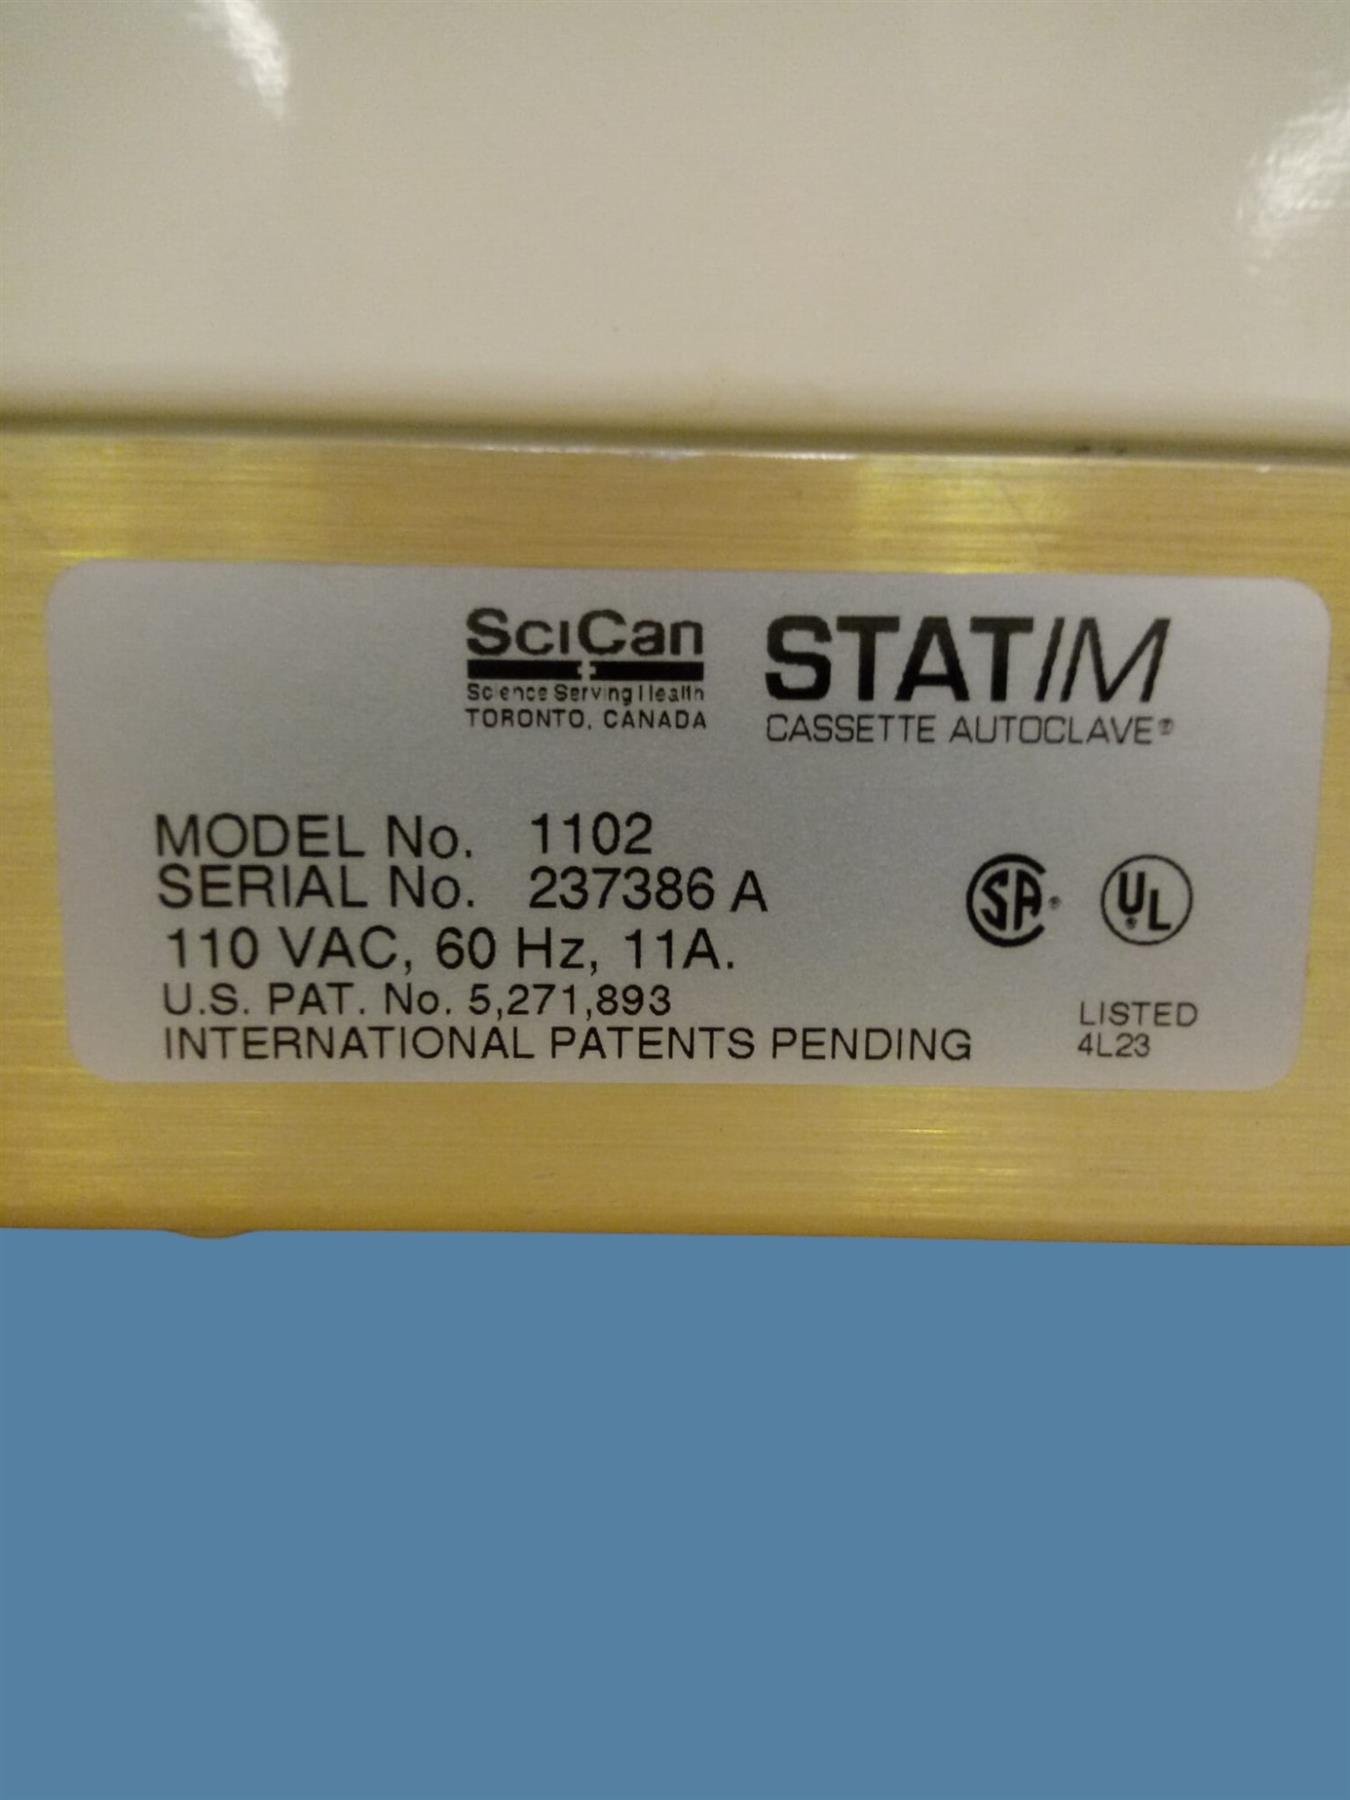 SciCan
Science Serving Health
TORONTO, CANADA
STATIM
CASSETTE AUTOCLAVE®
MODEL No. 1102
SERIAL No. 237386 A
110 VAC, 60 Hz, 11A.
U.S. PAT. No. 5,271,893
INTERNATIONAL PATENTS PENDING
SA®
UL®
LISTED
4L23